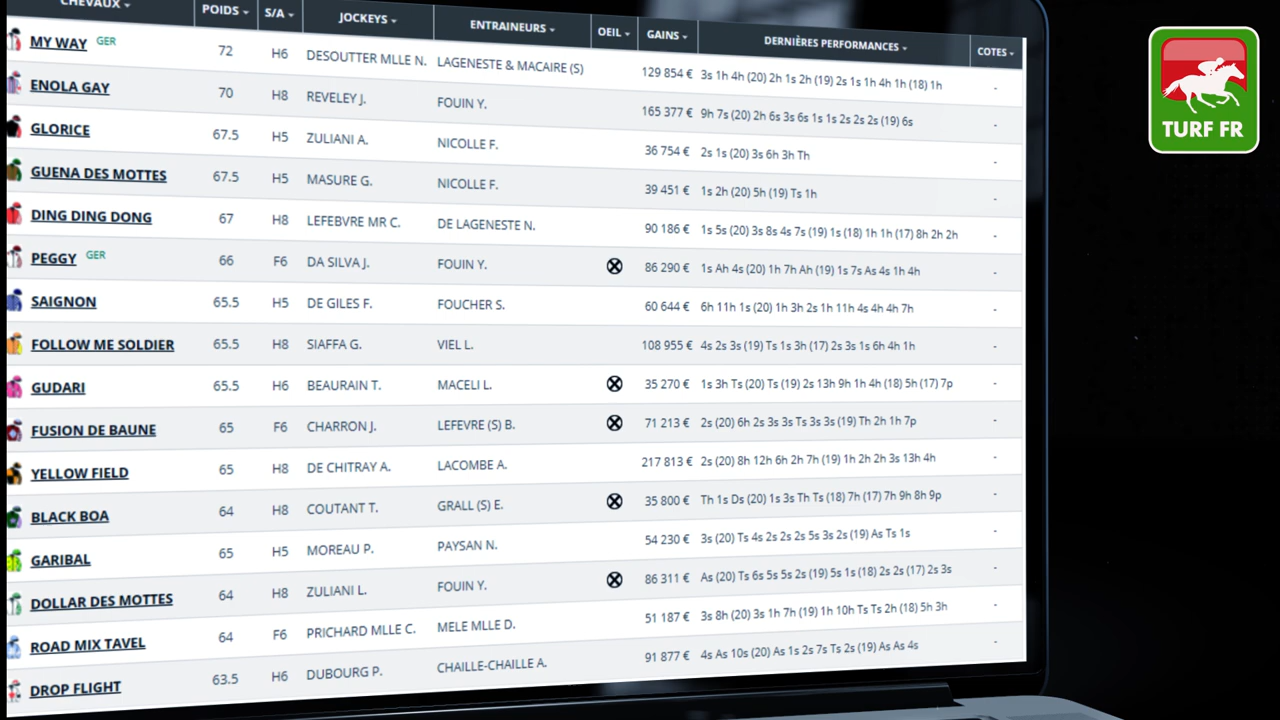 CHEVAUX POIDS S/A JOCKEYS ENTRAINEURS OEIL GAINS DERNIÈRES PERFORMANCES COTES
MY WAY GER 72 H6 DESOUTTER MLLE N. LAGENESTE & MACAIRE (S) 129 854 € 3s 1h 4h (20) 2h 1s 2h (19) 2s 1s 1h 4h 1h (18) 1h -
ENOLA GAY 70 H8 REVELEY J. FOUIN Y. 165 377 € 9h 7s (20) 2h 6s 3s 6s 1s 1s 2s 2s 2s (19) 6s -
GLORICE 67.5 H5 ZULIANI A. NICOLLE F. 36 754 € 2s 1s (20) 3s 6h 3h Th -
GUENA DES MOTTES 67.5 H5 MASURE G. NICOLLE F. 39 451 € 1s 2h (20) 5h (19) Ts 1h -
DING DING DONG 67 H8 LEFEBVRE MR C. DE LAGENESTE N. 90 186 € 1s 5s (20) 3s 8s 4s 7s (19) 1s (18) 1h 1h (17) 8h 2h 2h -
PEGGY GER 66 F6 DA SILVA J. FOUIN Y. 86 290 € 1s Ah 4s (20) 1h 7h Ah (19) 1s 7s As 4s 1h 4h -
SAIGNON 65.5 H5 DE GILES F. FOUCHER S. 60 644 € 6h 11h 1s (20) 1h 3h 2s 1h 11h 4s 4h 4h 7h -
FOLLOW ME SOLDIER 65.5 H8 SIAFFA G. VIEL L. 108 955 € 4s 2s 3s (19) Ts 1s 3h (17) 2s 3s 1s 6h 4h 1h -
GUDARI 65.5 H6 BEAURAIN T. MACELI L. 35 270 € 1s 3h Ts (20) Ts (19) 2s 13h 9h 1h 4h (18) 5h (17) 7p -
FUSION DE BAUNE 65 F6 CHARRON J. LEFEVRE (S) B. 71 213 € 2s (20) 6h 2s 3s 3s Ts 3s 3s (19) Th 2h 1h 7p -
YELLOW FIELD 65 H8 DE CHITRAY A. LACOMBE A. 217 813 € 2s (20) 8h 12h 6h 2h 7h (19) 1h 2h 2h 3s 13h 4h -
BLACK BOA 64 H8 COUTANT T. GRALL (S) E. 35 800 € Th 1s Ds (20) 1s 3s Th Ts (18) 7h (17) 7h 9h 8h 9p -
GARIBAL 65 H5 MOREAU P. PAYSAN N. 54 230 € 3s (20) Ts 4s 2s 2s 2s 5s 3s 2s (19) As Ts 1s -
DOLLAR DES MOTTES 64 H8 ZULIANI L. FOUIN Y. 86 311 € As (20) Ts 6s 5s 5s 2s (19) 5s 1s (18) 2s 2s (17) 2s 3s -
ROAD MIX TAVEL 64 F6 PRICHARD MLLE C. MELE MLLE D. 51 187 € 3s 8h (20) 3s 1h 7h (19) 1h 10h Ts Ts 2h (18) 5h 3h -
DROP FLIGHT 63.5 H6 DUBOURG P. CHAILLE-CHAILLE A. 91 877 € 4s As 10s (20) As 1s 2s 7s Ts 2s (19) As As 4s -
TURF FR